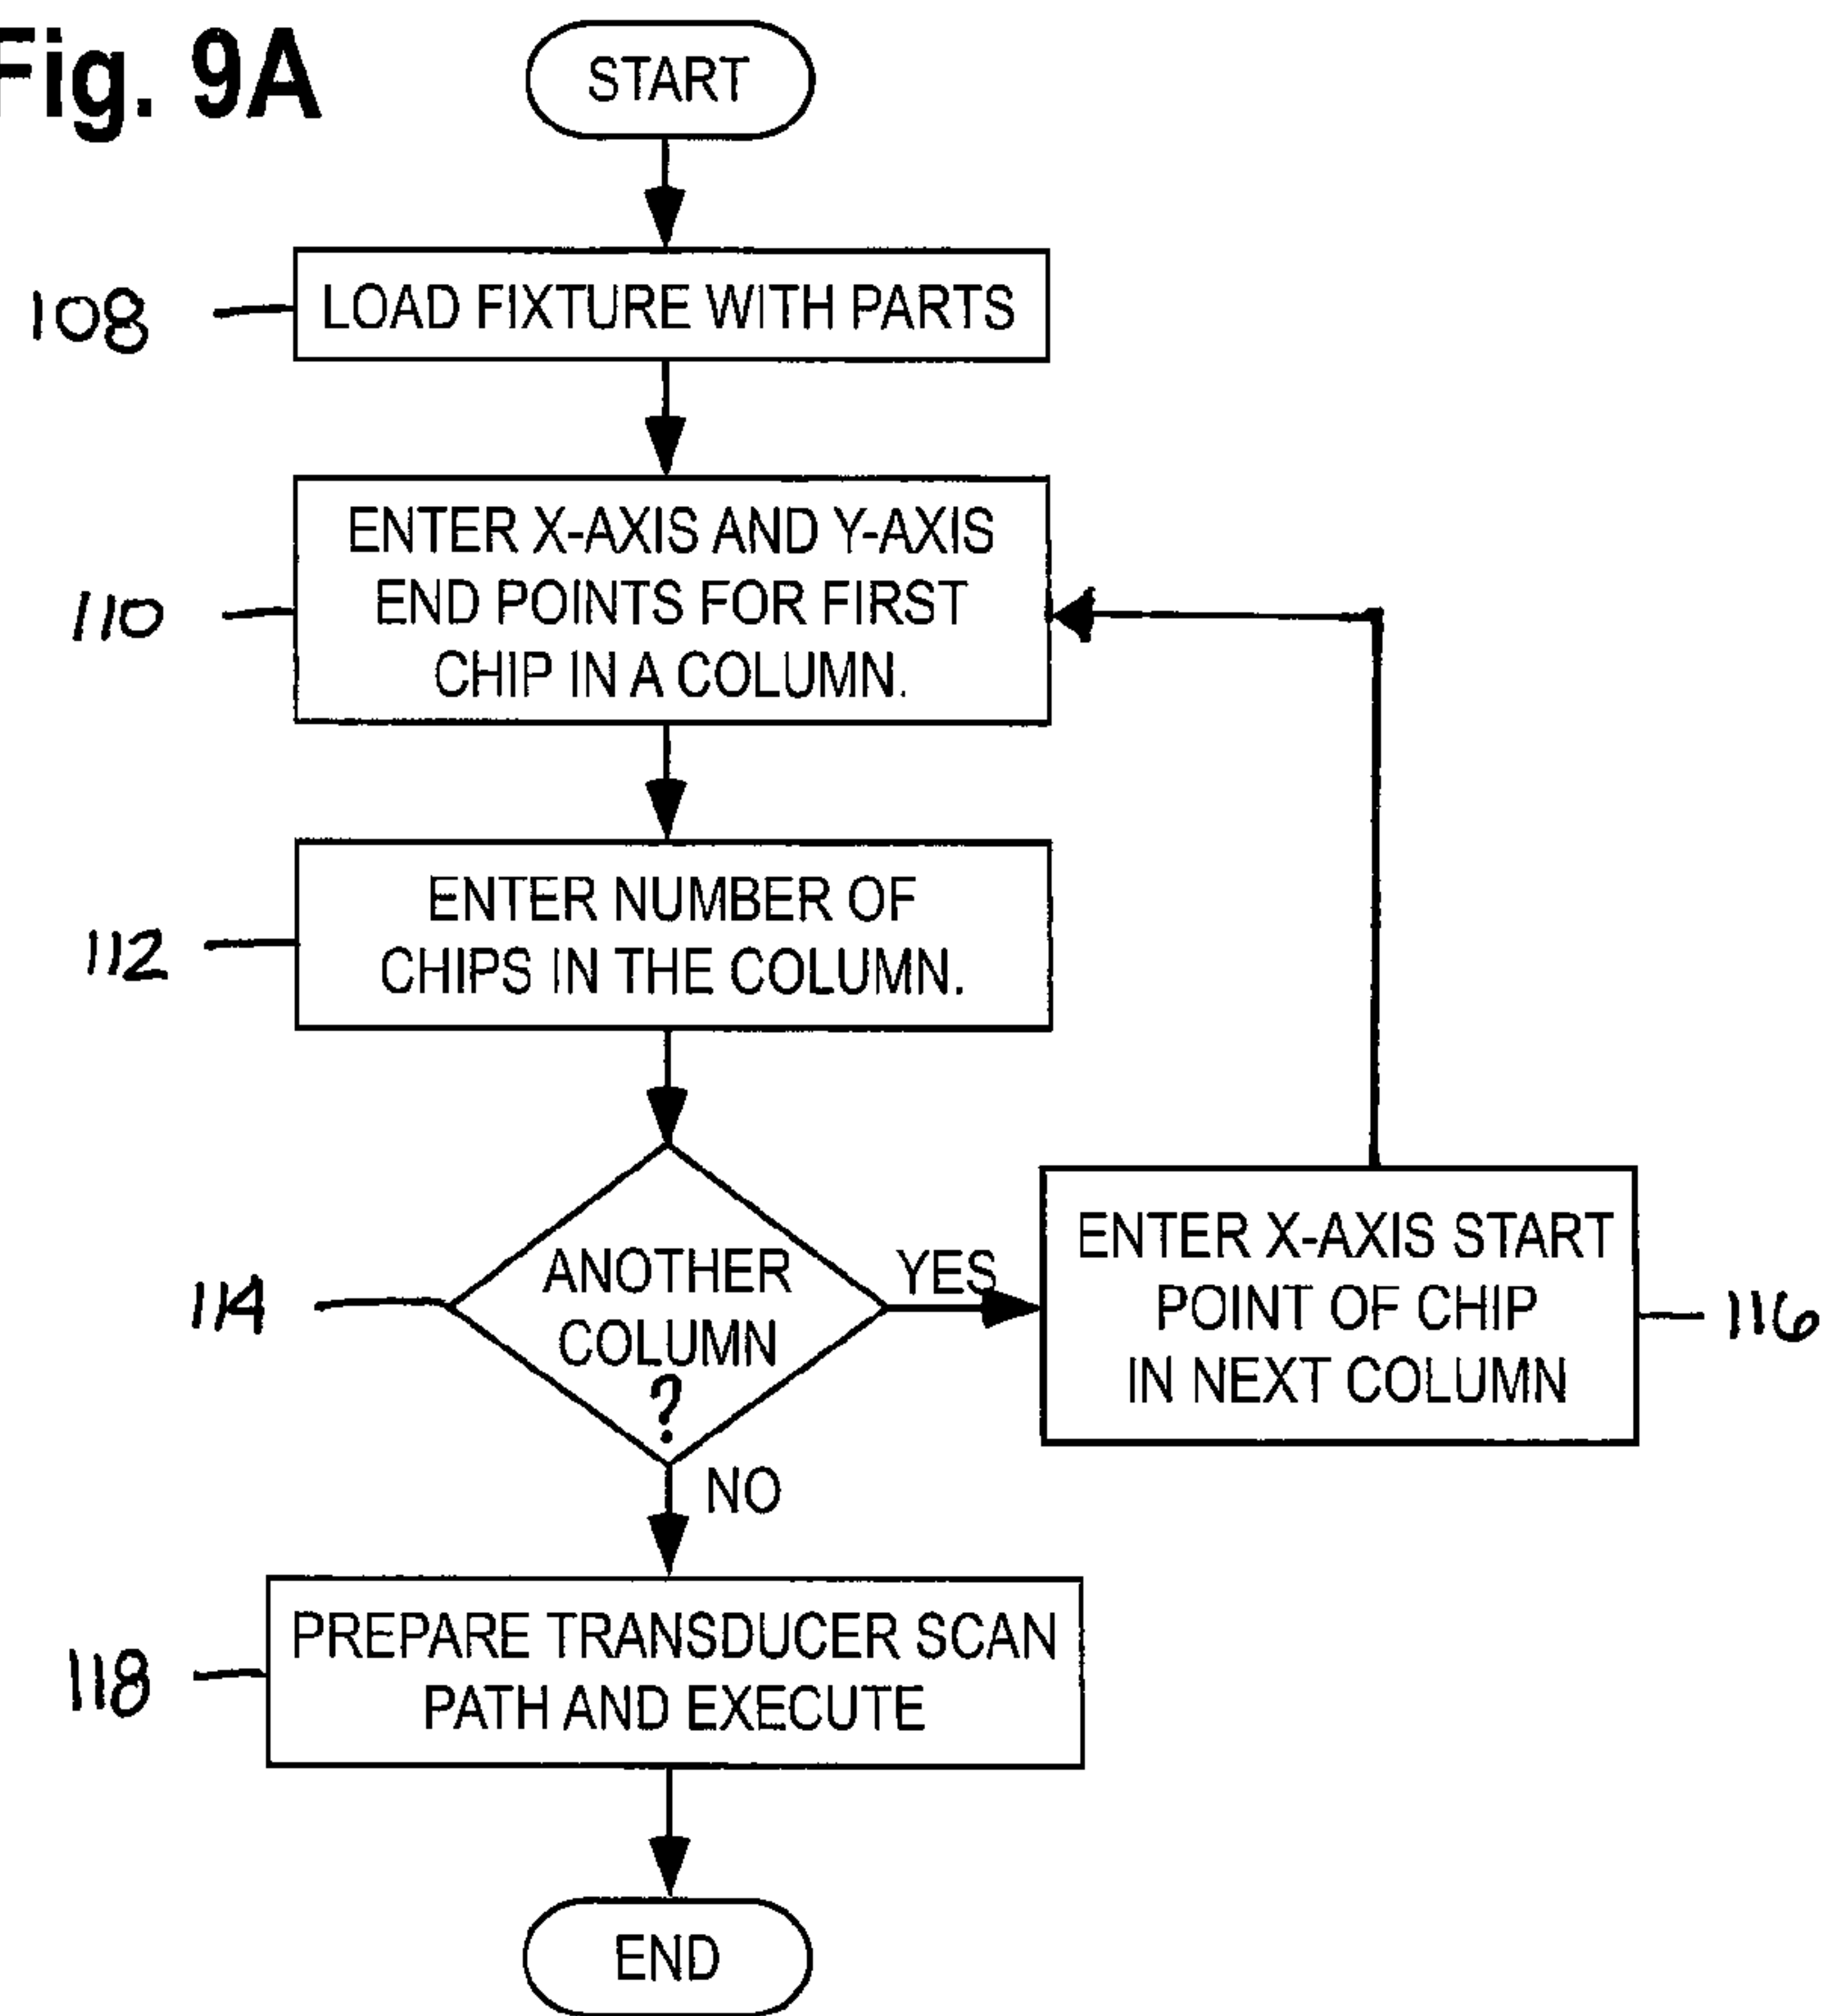 Fig. 9A
START
108
LOAD FIXTURE WITH PARTS
110
ENTER X-AXIS AND Y-AXIS
END POINTS FOR FIRST
CHIP IN A COLUMN.
112
ENTER NUMBER OF
CHIPS IN THE COLUMN.
114
ANOTHER
COLUMN
?
YES
ENTER X-AXIS START
POINT OF CHIP
IN NEXT COLUMN
116
NO
118
PREPARE TRANSDUCER SCAN
PATH AND EXECUTE
END